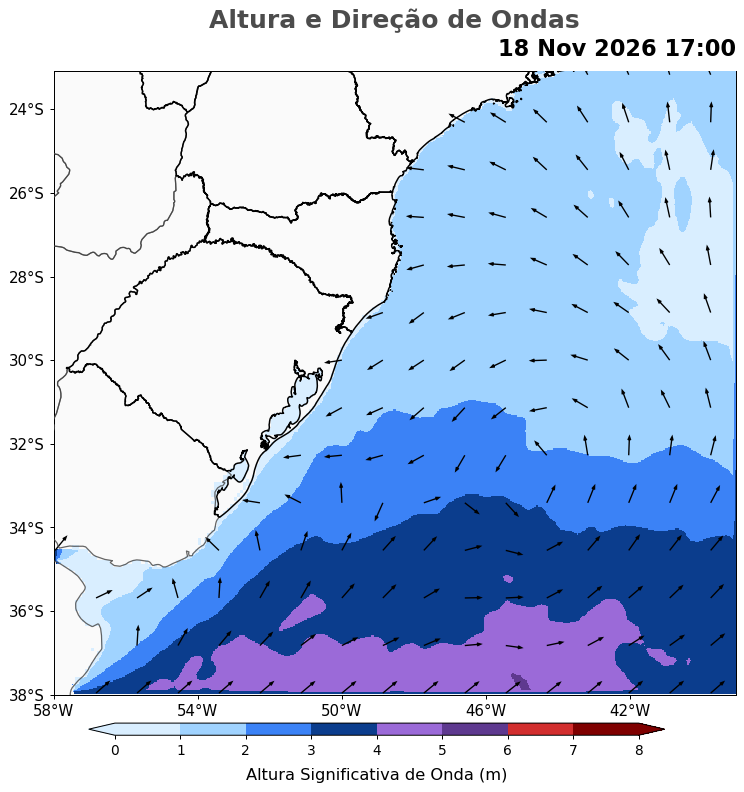 Altura e Direção de Ondas
18 Nov 2026 17:00
24°S
26°S
28°S
30°S
32°S
34°S
36°S
38°S
58°W 54°W 50°W 46°W 42°W
0 1 2 3 4 5 6 7 8
Altura Significativa de Onda (m)